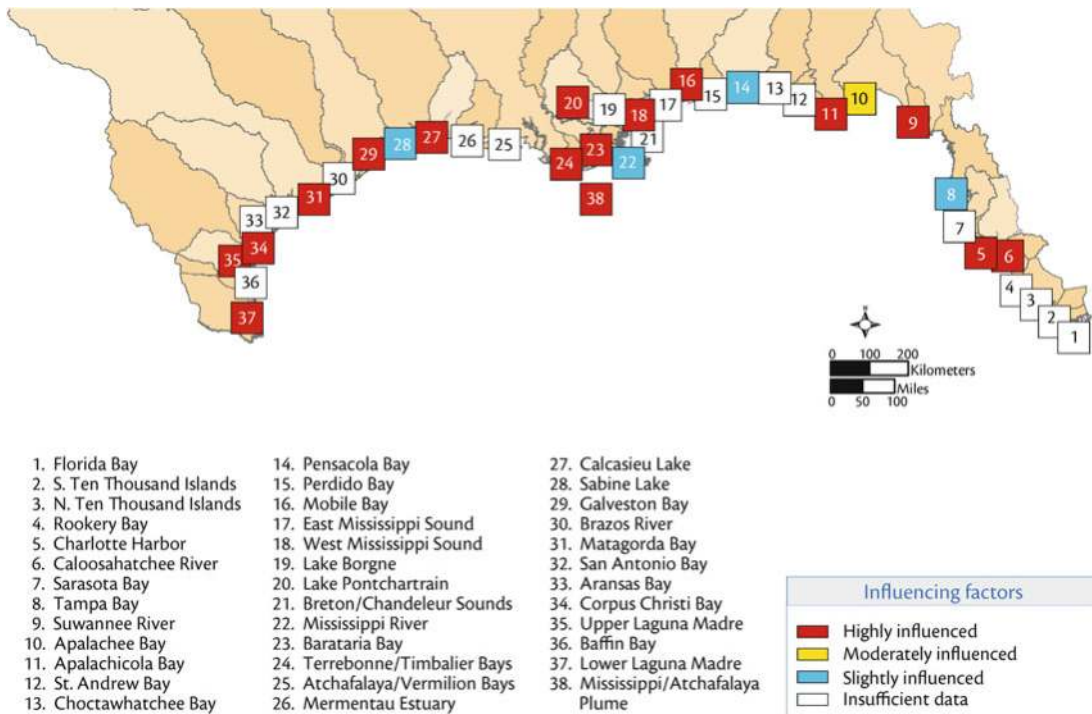 16
14
13
10
20
15
12
19
17
18
11
9
28
27
21
29
26
25
23
24
22
30
8
31
38
32
33
7
34
35
5
6
36
4
3
37
2
1
N
0 100 200
Kilometers
Miles
0 50 100
1. Florida Bay
2. S. Ten Thousand Islands
3. N. Ten Thousand Islands
4. Rookery Bay
5. Charlotte Harbor
6. Caloosahatchee River
7. Sarasota Bay
8. Tampa Bay
9. Suwannee River
10. Apalachee Bay
11. Apalachicola Bay
12. St. Andrew Bay
13. Choctawhatchee Bay
14. Pensacola Bay
15. Perdido Bay
16. Mobile Bay
17. East Mississippi Sound
18. West Mississippi Sound
19. Lake Borgne
20. Lake Pontchartrain
21. Breton/Chandeleur Sounds
22. Mississippi River
23. Barataria Bay
24. Terrebonne/Timbalier Bays
25. Atchafalaya/Vermilion Bays
26. Mermentau Estuary
27. Calcasieu Lake
28. Sabine Lake
29. Galveston Bay
30. Brazos River
31. Matagorda Bay
32. San Antonio Bay
33. Aransas Bay
34. Corpus Christi Bay
35. Upper Laguna Madre
36. Baffin Bay
37. Lower Laguna Madre
38. Mississippi/Atchafalaya
Plume
Influencing factors
Highly influenced
Moderately influenced
Slightly influenced
Insufficient data